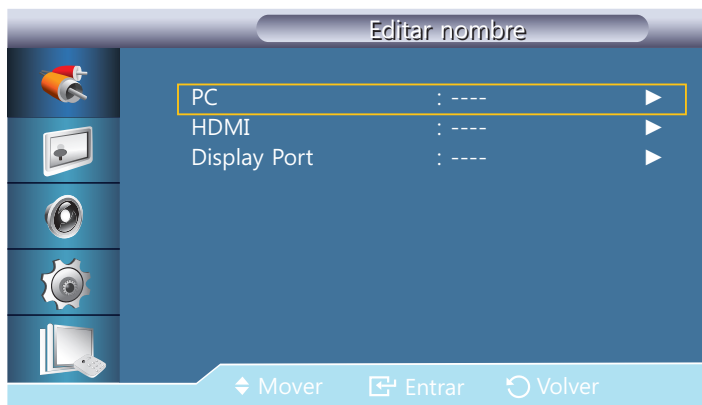 Editar nombre
PC : ---- ►
HDMI : ---- ►
Display Port : ---- ►
Mover Entrar Volver